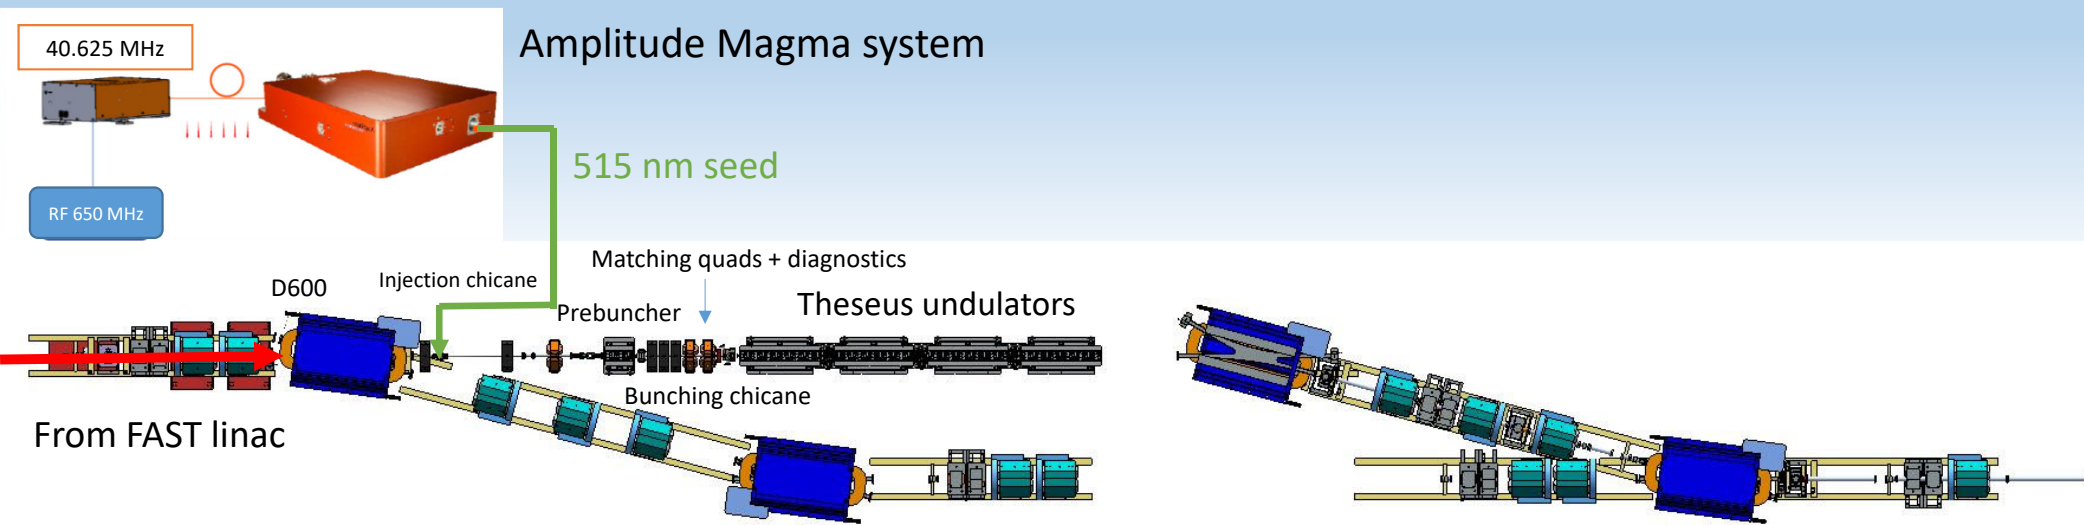 Amplitude Magma system
40.625 MHz
515 nm seed
RF 650 MHz
Matching quads + diagnostics
Injection chicane
D600
Prebuncher
Theseus undulators
Bunching chicane
From FAST linac